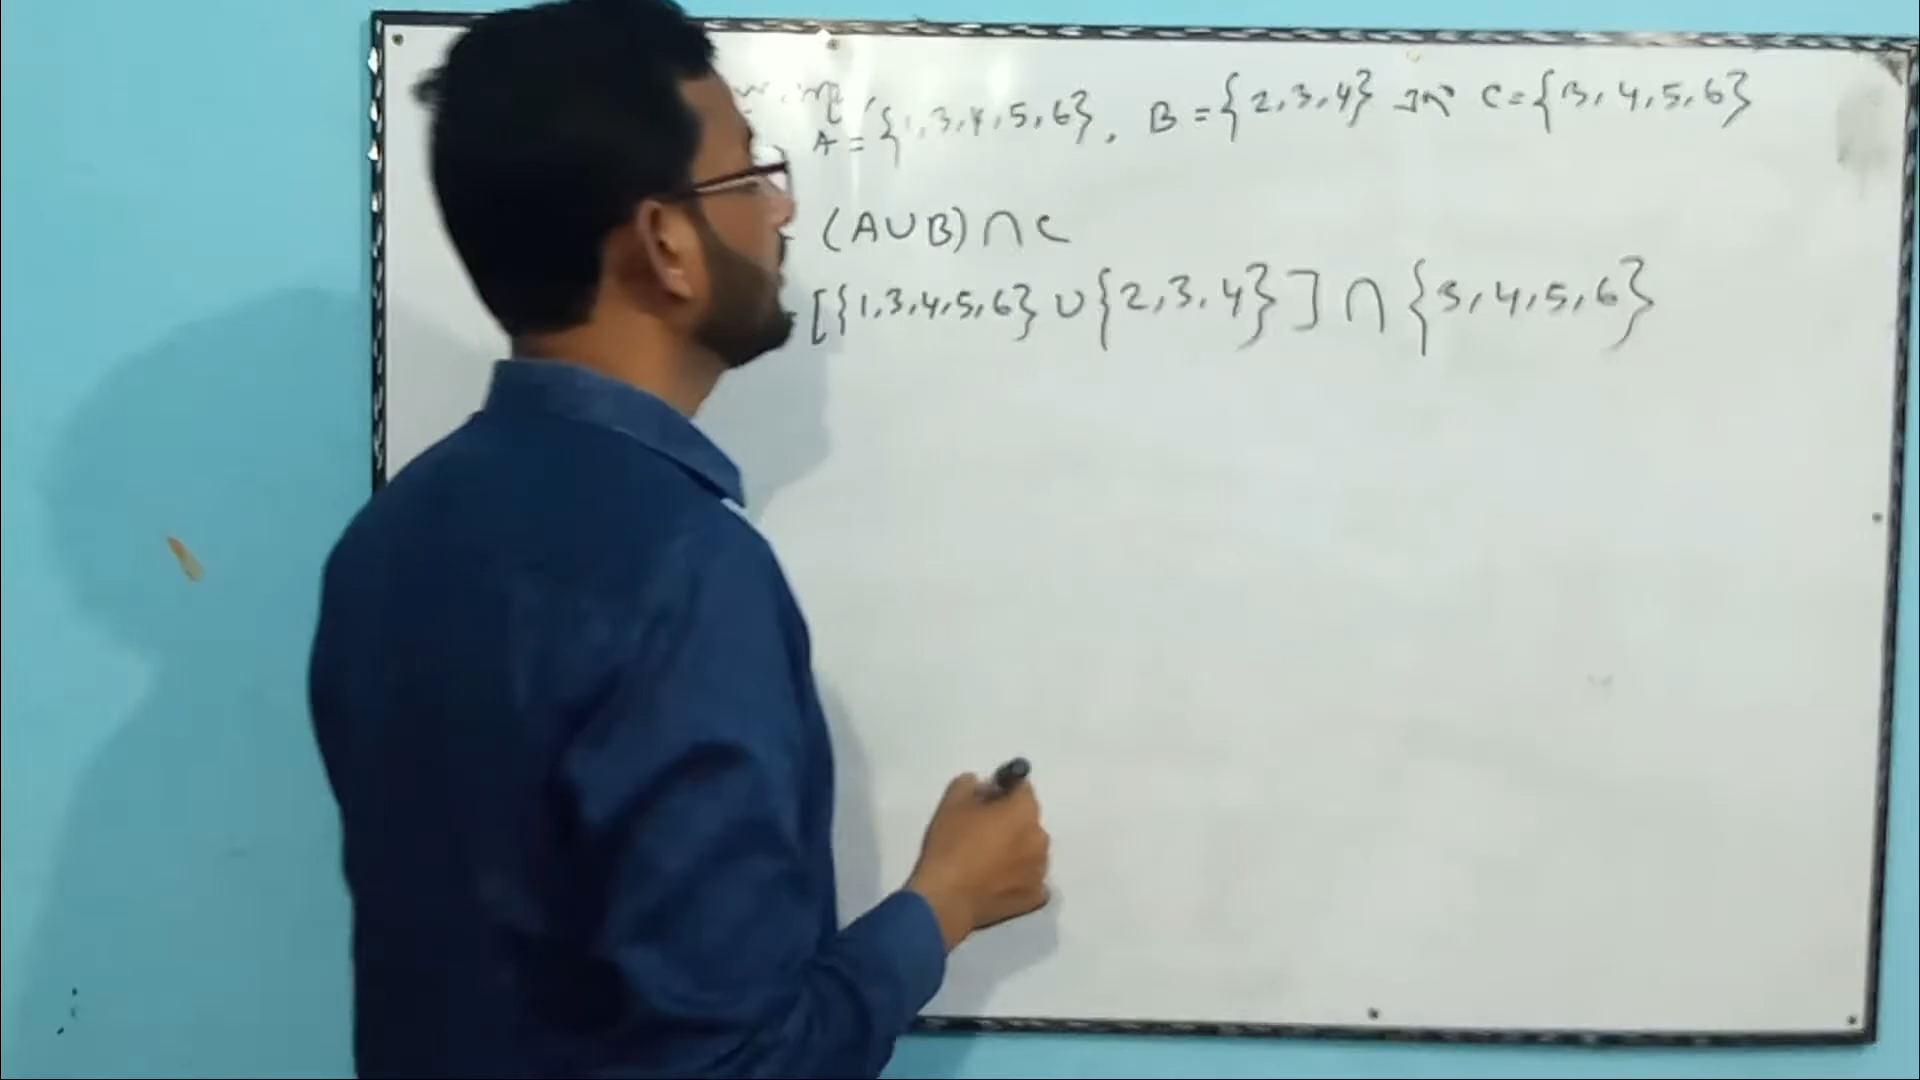 A = {1,3,4,5,6}, B = {2,3,4} এবং C = {3,4,5,6}
(A∪B)∩C
[{1,3,4,5,6}∪{2,3,4}]∩{3,4,5,6}